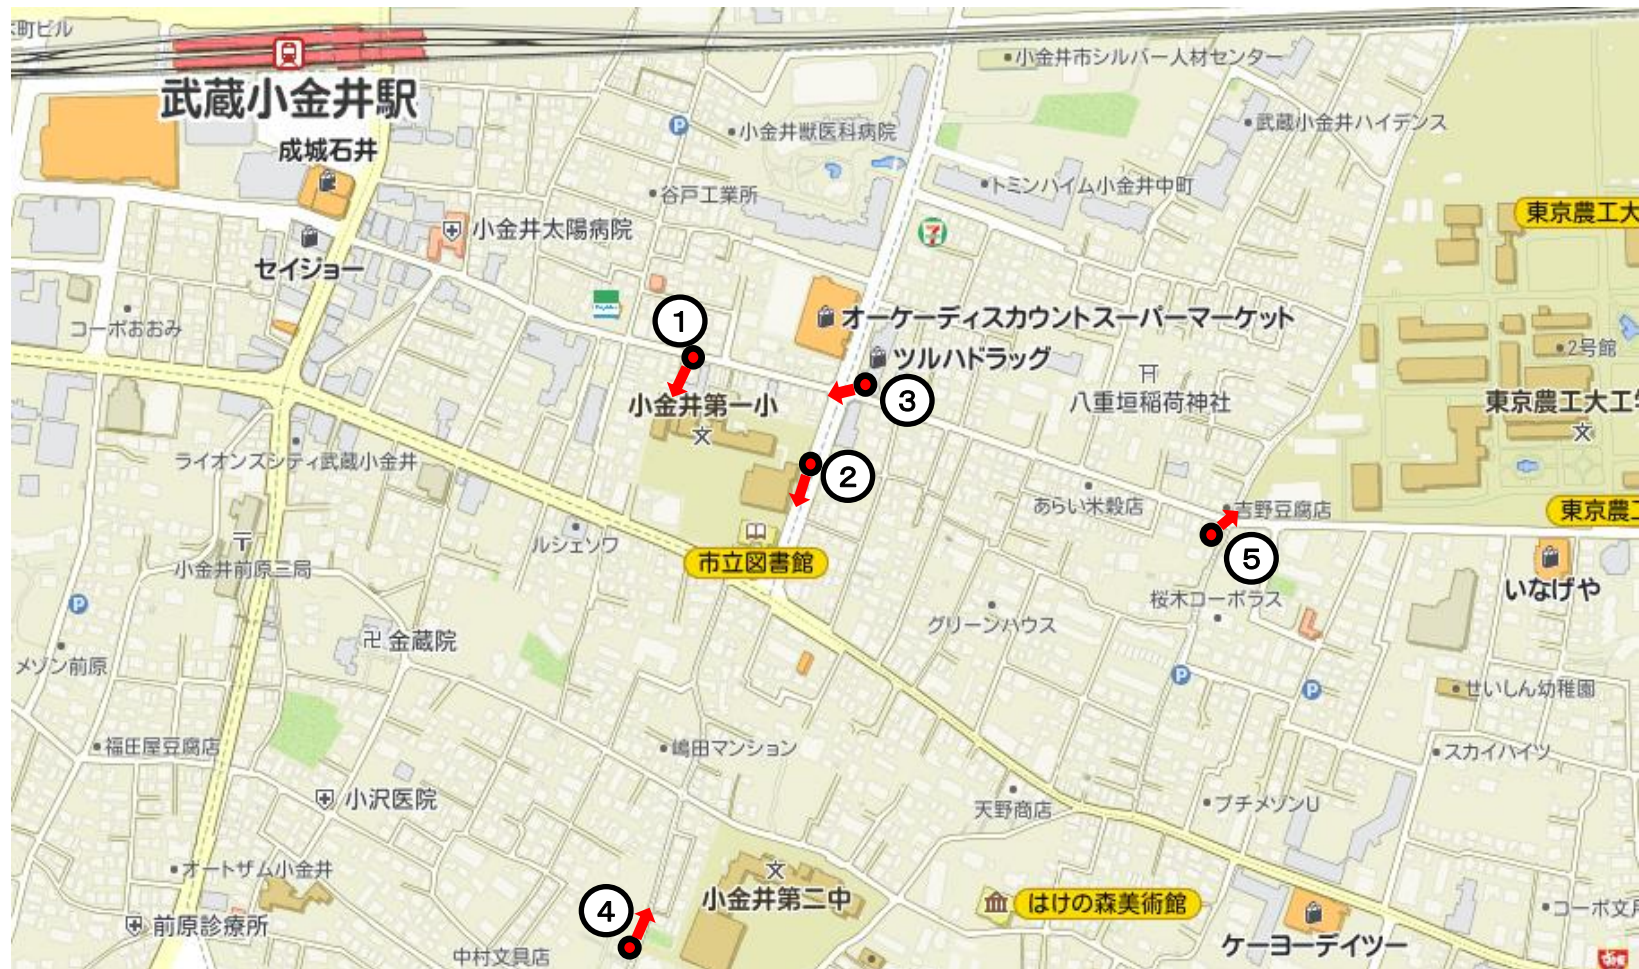 町ビル
武蔵小金井駅
小金井市シルバー人材センター
武蔵小金井ハイデンス
P
小金井獣医科病院
成城石井
トミンハイム小金井中町
谷戸工業所
東京農工大
小金井太陽病院
7
セイジョー
コーポおおみ
1
オーケーディスカウントスーパーマーケット
2号館
ツルハドラッグ
3
小金井第一小
文
八重垣稲荷神社
東京農工大工
文
ライオンズシティ武蔵小金井
2
あらい米穀店
吉野豆腐店
東京農
ルシェソワ
市立図書館
5
〒
小金井前原三局
いなげや
桜木コーポラス
P
グリーンハウス
卍 金蔵院
メゾン前原
P
P
せいしん幼稚園
福田屋豆腐店
嶋田マンション
スカイハイツ
小沢医院
天野商店
プチメゾンU
オートザム小金井
文
小金井第二中
はけの森美術館
4
前原診療所
コーポ文
中村文具店
ケーヨーデイツー